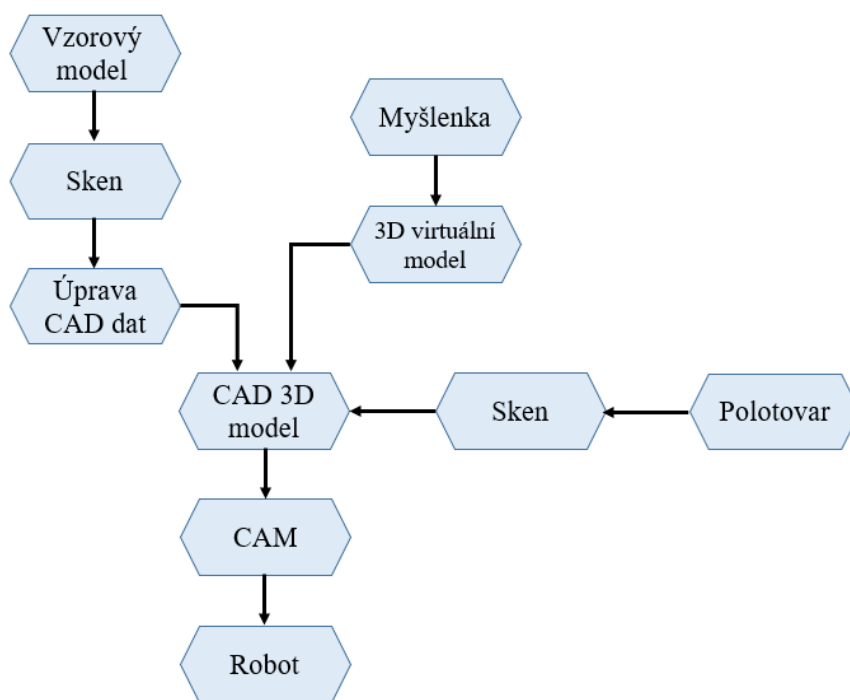 Vzorový
model
Myšlenka
Sken
3D virtuální
model
Úprava
CAD dat
CAD 3D
model
Sken
Polotovar
CAM
Robot